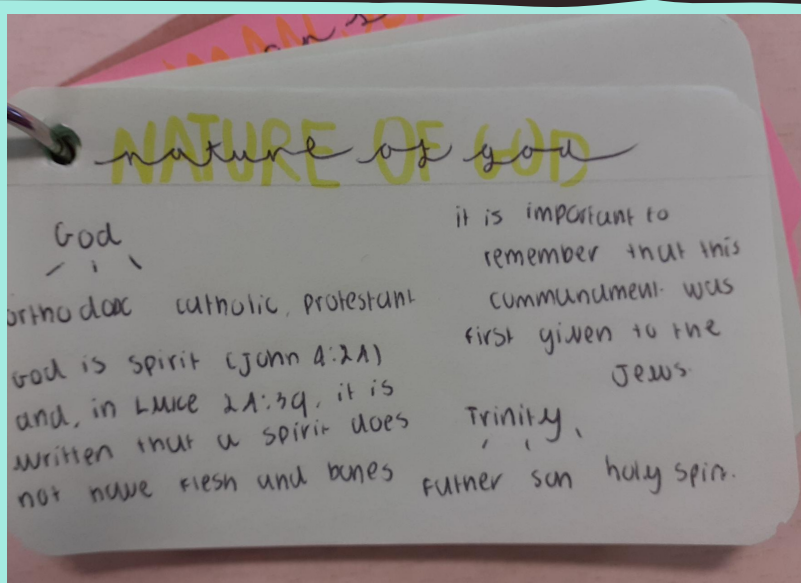 NATURE OF GOD
nature of god
God
orthodox catholic, protestant
God is spirit (John 4:24)
and, in Luke 24:39, it is
written that a spirit does
not have flesh and bones
it is important to
remember that this
commandment was
first given to the
Jews.
Trinity
Father son holy spirit.